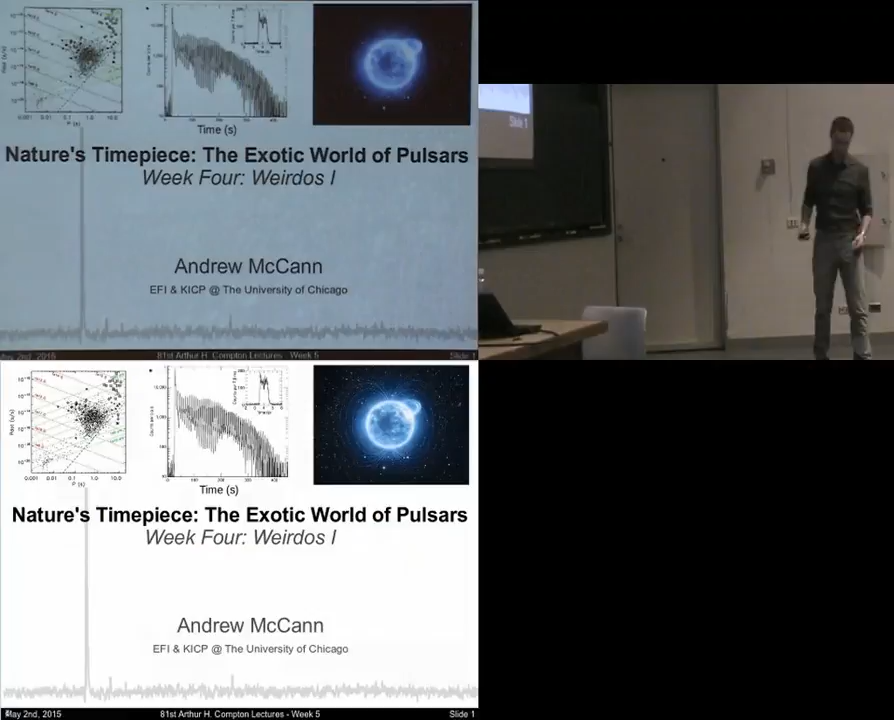 Time (s)
Nature's Timepiece: The Exotic World of Pulsars
Week Four: Weirdos I
Andrew McCann
EFI & KICP @ The University of Chicago
May 2nd, 2015
81st Arthur H. Compton Lectures - Week 5
Slide 1
Slide 1
Time (s)
Nature's Timepiece: The Exotic World of Pulsars
Week Four: Weirdos I
Andrew McCann
EFI & KICP @ The University of Chicago
May 2nd, 2015
81st Arthur H. Compton Lectures - Week 5
Slide 1